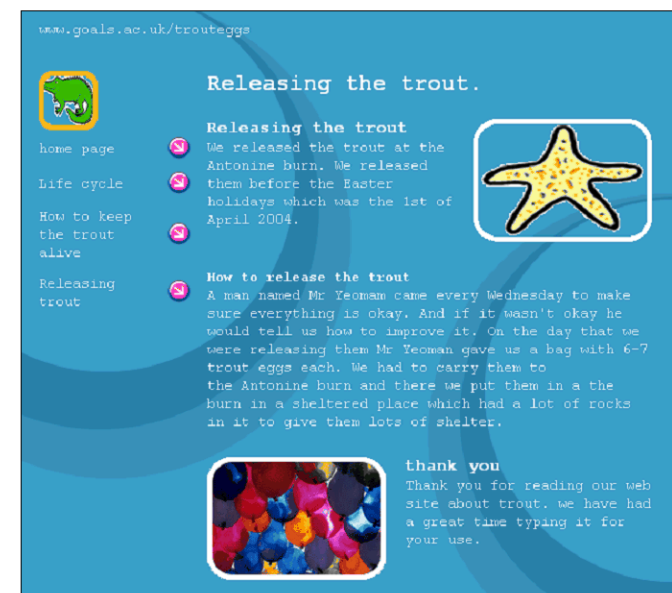 www.goals.ac.uk/trouteggs
Releasing the trout.
home page
Life cycle
How to keep
the trout
alive
Releasing
trout
Releasing the trout
We released the trout at the
Antonine burn. We released
them before the Easter
holidays which was the 1st of
April 2004.
How to release the trout
A man named Mr Yeomam came every Wednesday to make
sure everything is okay. And if it wasn't okay he
would tell us how to improve it. On the day that we
were releasing them Mr Yeoman gave us a bag with 6-7
trout eggs each. We had to carry them to
the Antonine burn and there we put them in a the
burn in a sheltered place which had a lot of rocks
in it to give them lots of shelter.
thank you
Thank you for reading our web
site about trout. we have had
a great time typing it for
your use.